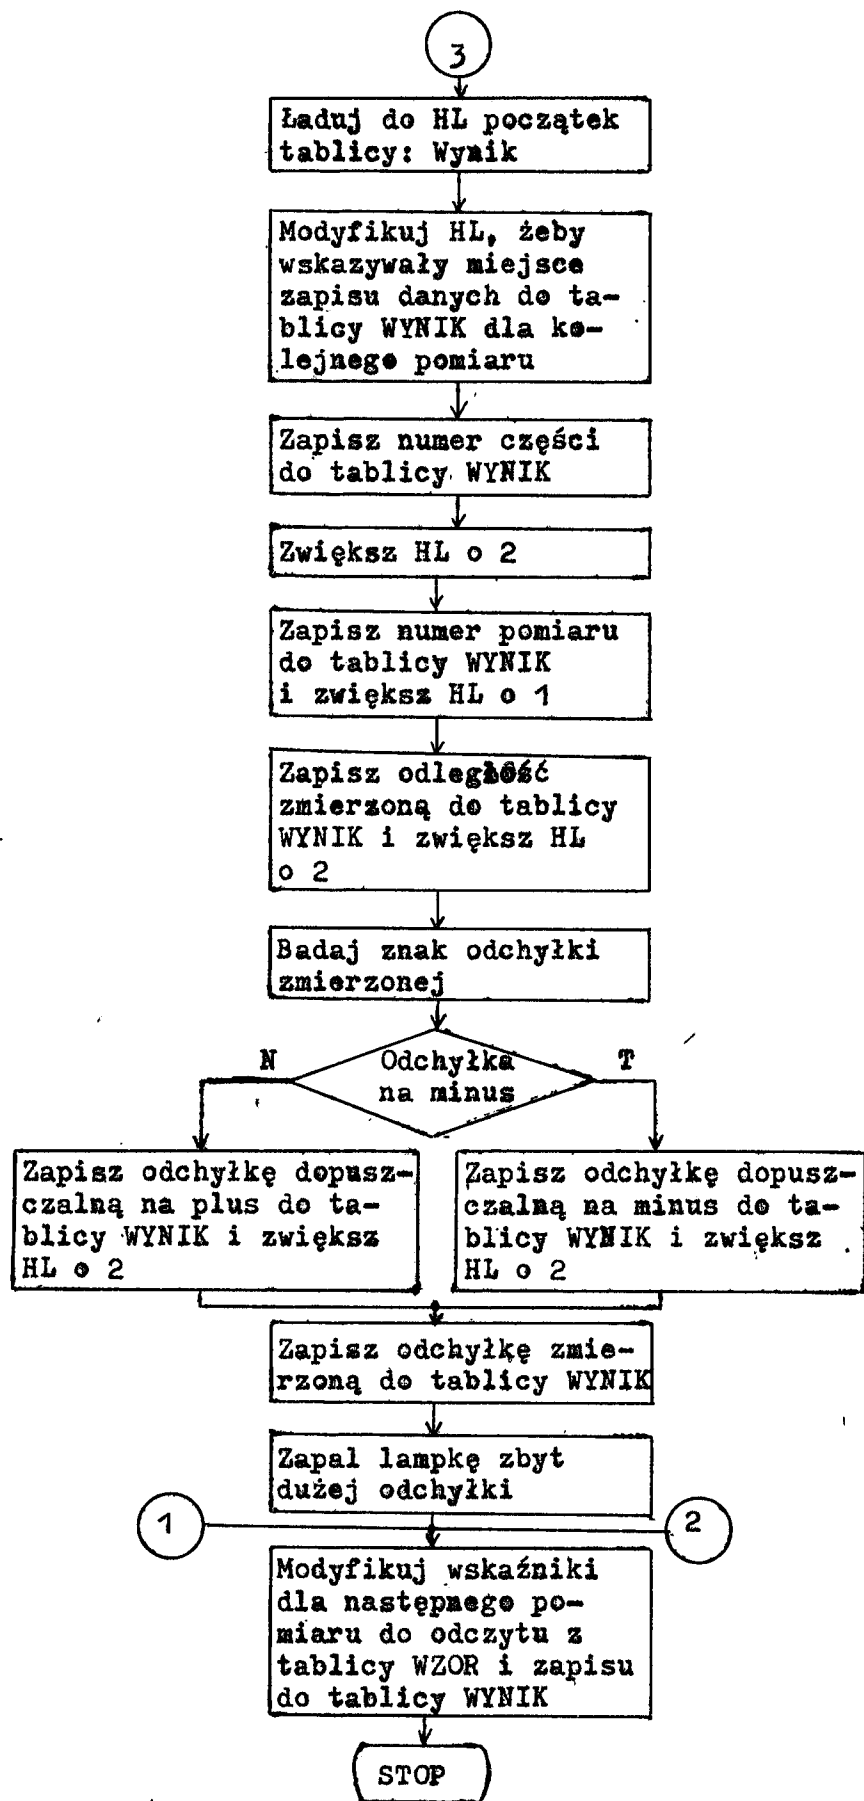 3
Ładuj do HL początek
tablicy: Wynik
Modyfikuj HL, żeby
wskazywały miejsce
zapisu danych do ta-
blicy WYNIK dla ko-
lejnego pomiaru
Zapisz numer części
do tablicy WYNIK
Zwiększ HL o 2
Zapisz numer pomiaru
do tablicy WYNIK
i zwiększ HL o 1
Zapisz odległość
zmierzoną do tablicy
WYNIK i zwiększ HL
o 2
Badaj znak odchyłki
zmierzonej
N
Odchyłka
na minus
T
Zapisz odchyłkę dopusz-
czalną na plus do ta-
blicy WYNIK i zwiększ
HL o 2
Zapisz odchyłkę dopusz-
czalną na minus do ta-
blicy WYNIK i zwiększ
HL o 2
Zapisz odchyłkę zmie-
rzoną do tablicy WYNIK
Zapal lampkę zbyt
dużej odchyłki
1
2
Modyfikuj wskaźniki
dla następnego po-
miaru do odczytu z
tablicy WZOR i zapisu
do tablicy WYNIK
STOP